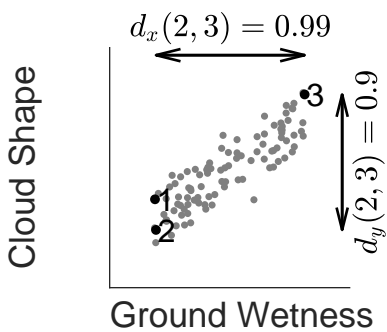 d_x(2, 3) = 0.99
3
d_y(2, 3) = 0.9
Cloud Shape
1
2
Ground Wetness